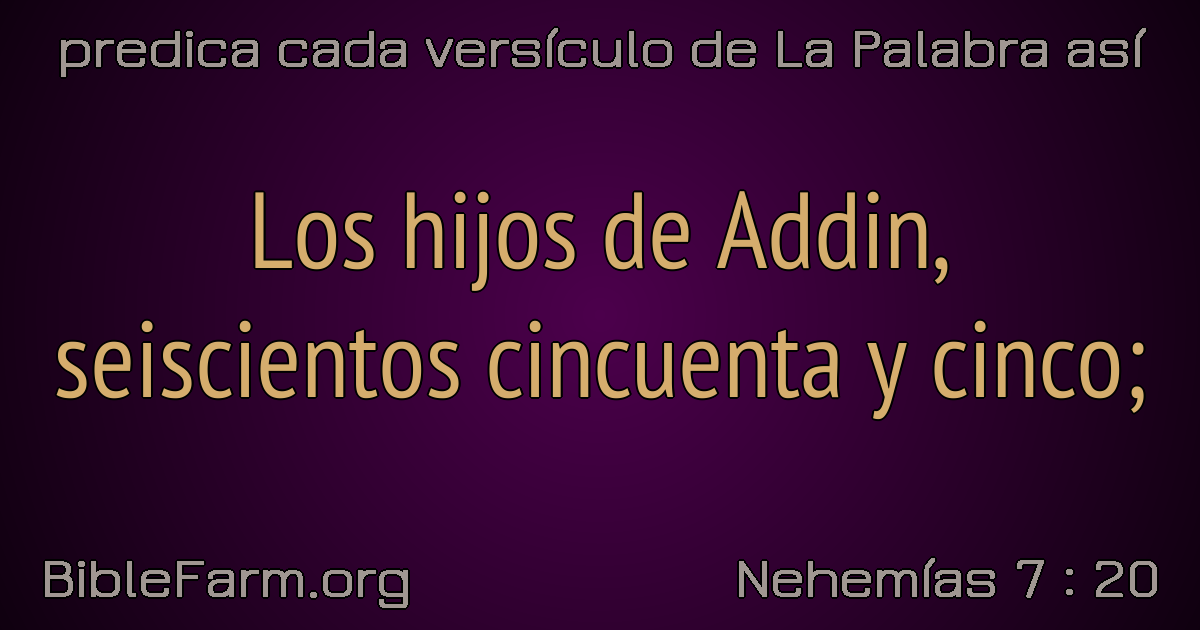 predica cada versículo de La Palabra así
Los hijos de Addin,
seiscientos cincuenta y cinco;
BibleFarm.org
Nehemías 7 : 20